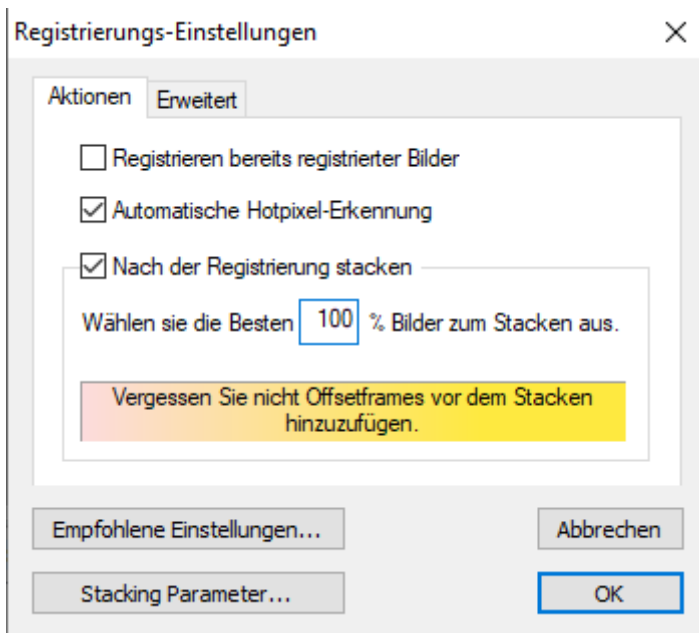 Registrierungs-Einstellungen
Aktionen Erweitert
Registrieren bereits registrierter Bilder
Automatische Hotpixel-Erkennung
Nach der Registrierung stacken
Wählen sie die Besten 100 % Bilder zum Stacken aus.
Vergessen Sie nicht Offsetframes vor dem Stacken
hinzuzufügen.
Empfohlene Einstellungen... Abbrechen
Stacking Parameter... OK